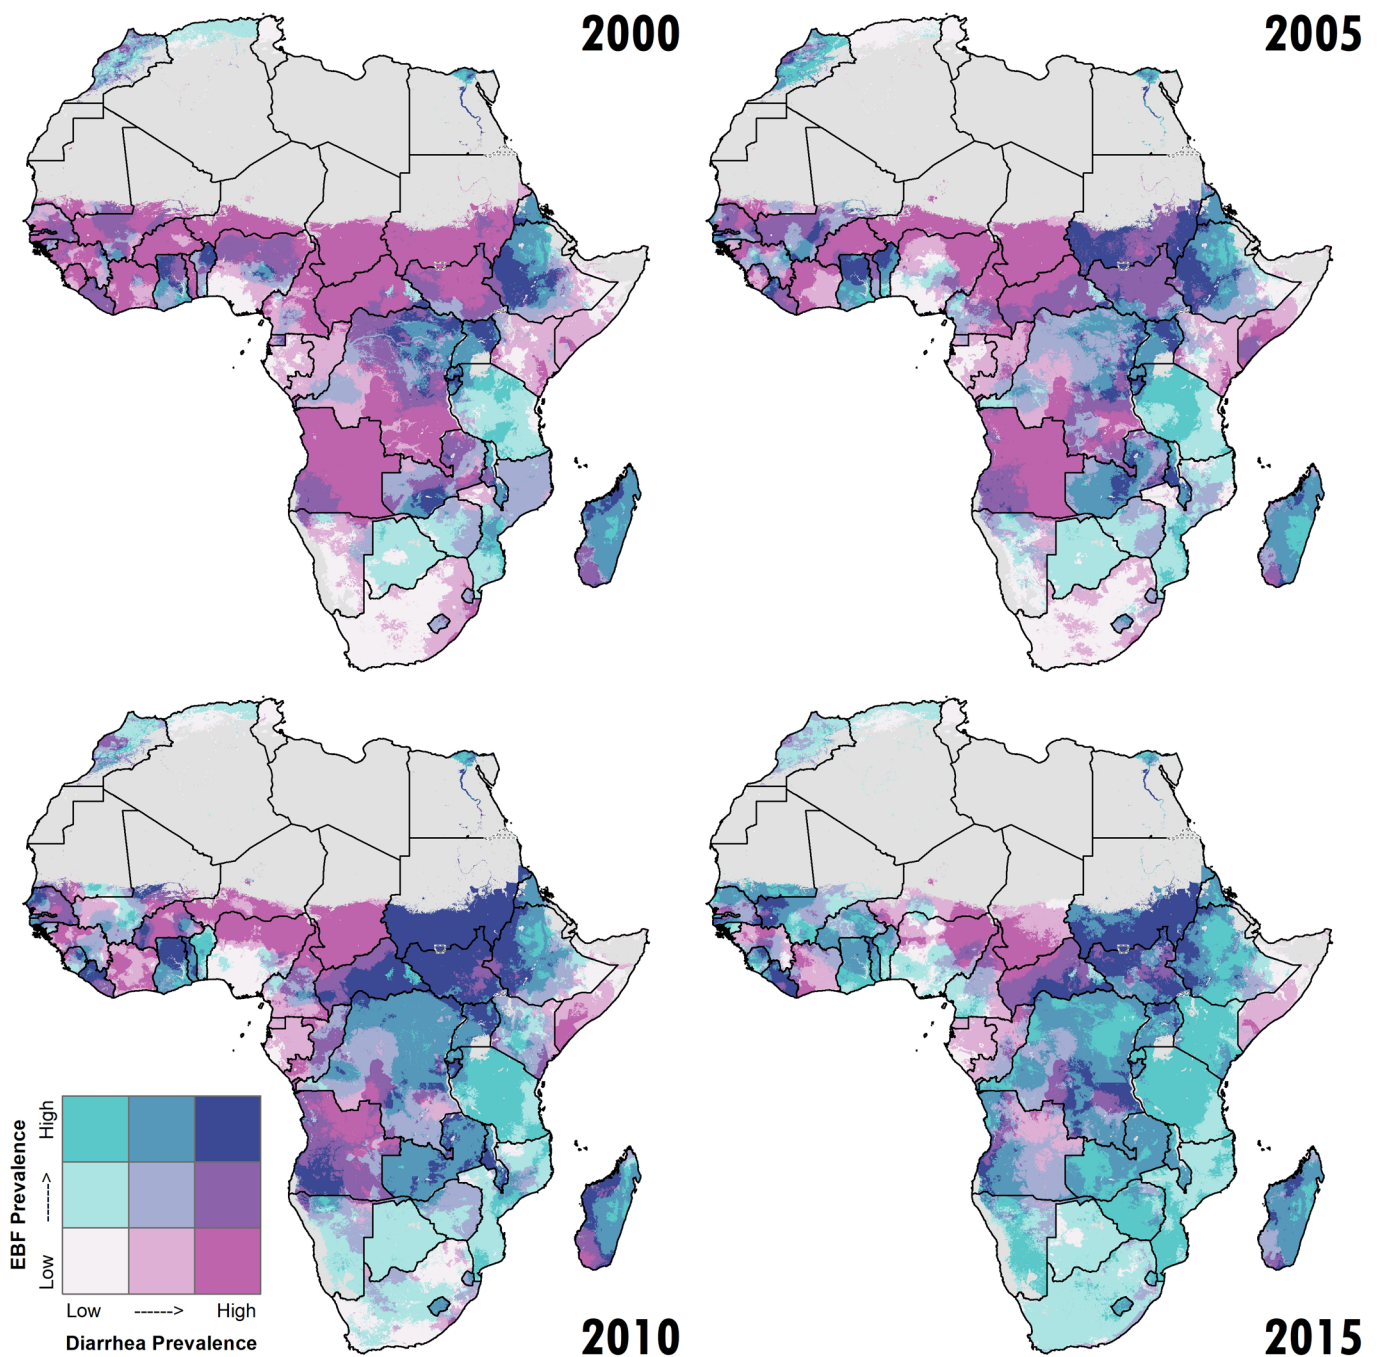 2000
2005
EBF Prevalence
Low ------> High
Low ------> High
Diarrhea Prevalence
2010
2015